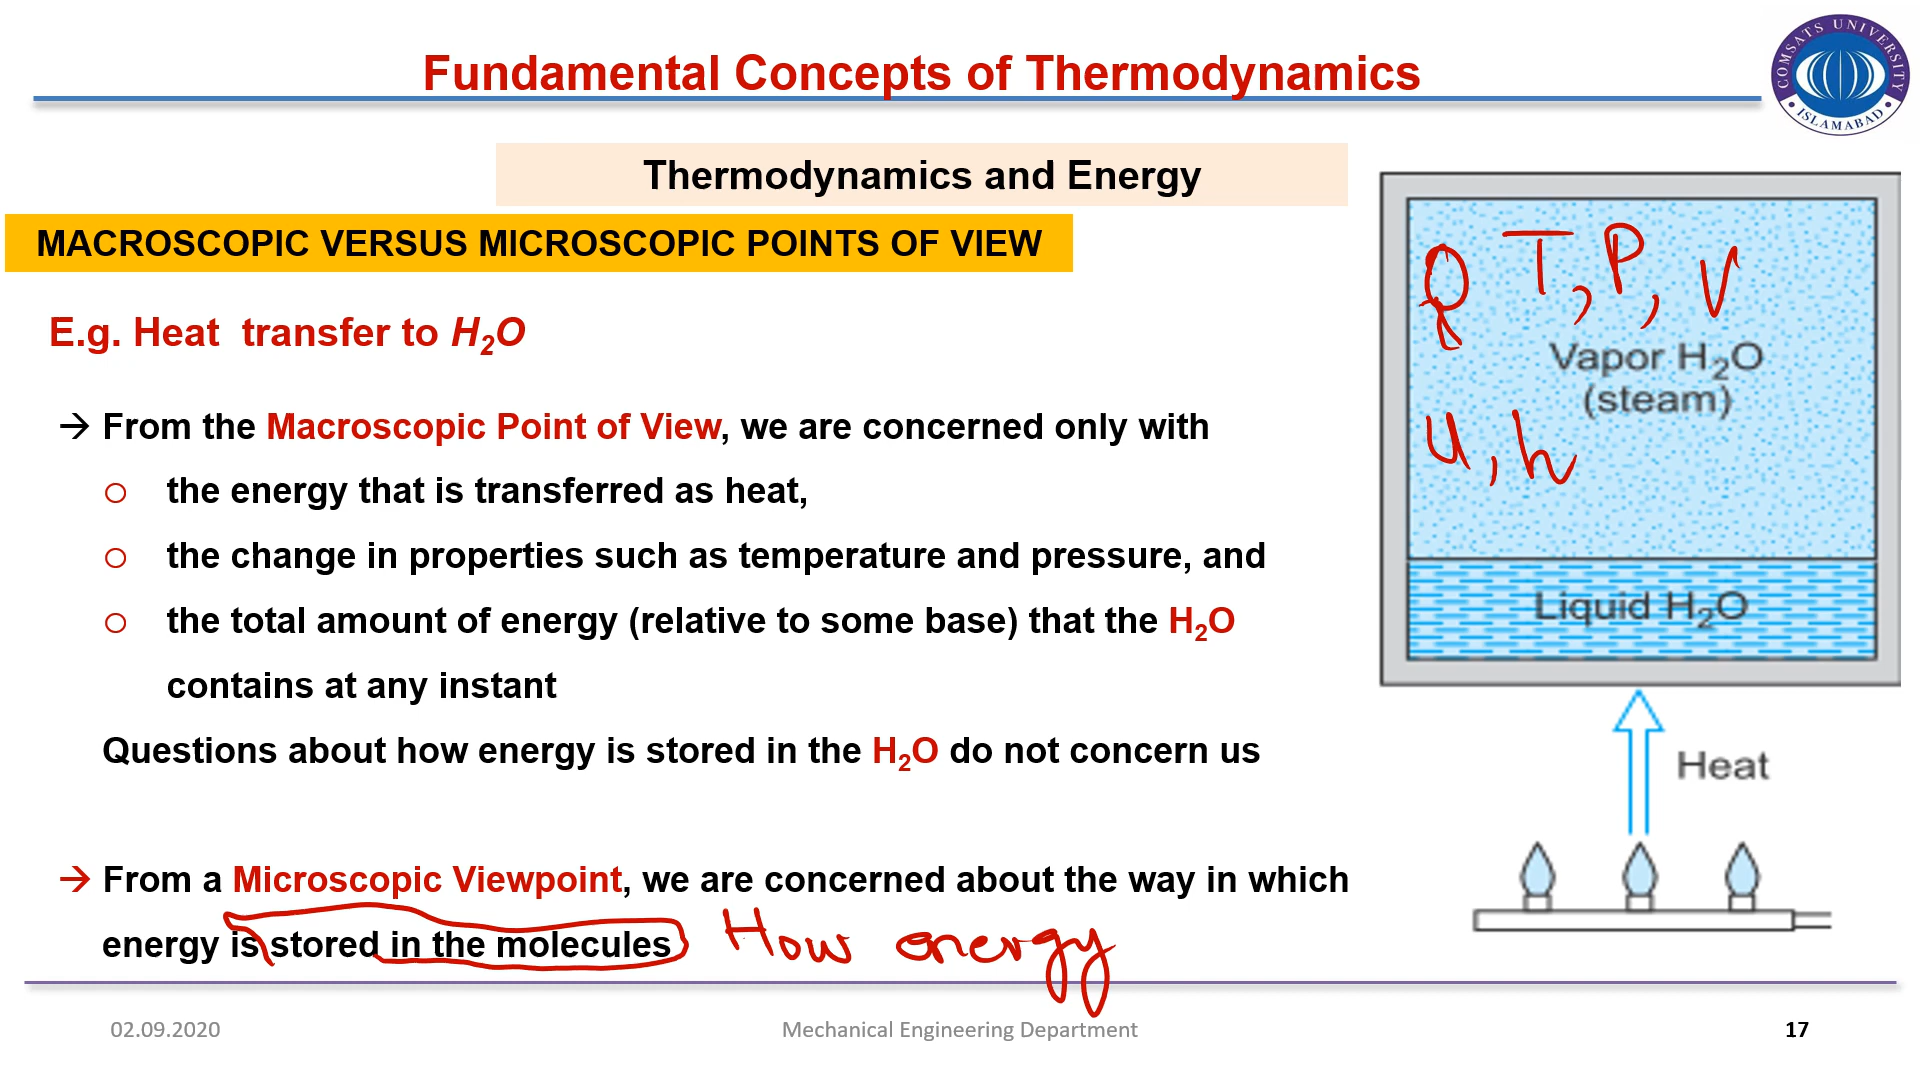 Fundamental Concepts of Thermodynamics
COMSATS UNIVERSITY
ISLAMABAD
Thermodynamics and Energy
MACROSCOPIC VERSUS MICROSCOPIC POINTS OF VIEW
E.g. Heat transfer to H₂O
→ From the Macroscopic Point of View, we are concerned only with
o the energy that is transferred as heat,
o the change in properties such as temperature and pressure, and
o the total amount of energy (relative to some base) that the H₂O
contains at any instant
Questions about how energy is stored in the H₂O do not concern us
→ From a Microscopic Viewpoint, we are concerned about the way in which
energy is stored in the molecules
How energy
T, P, V
Vapor H₂O
(steam)
u, h
Liquid H₂O
Heat
02.09.2020
Mechanical Engineering Department
17